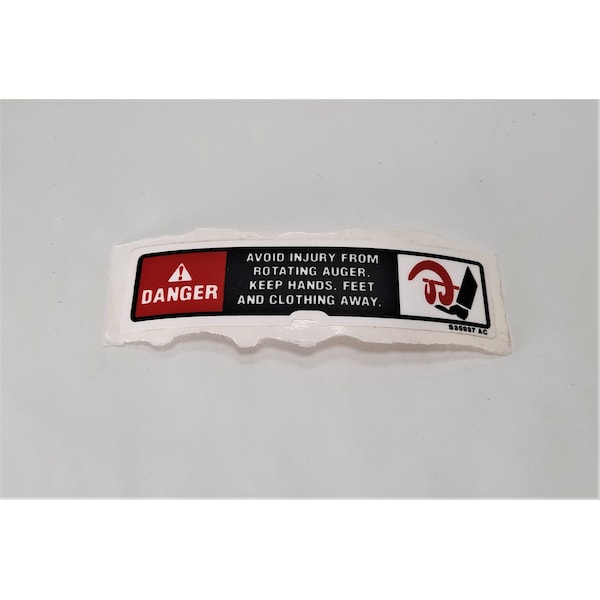 DANGER
AVOID INJURY FROM
ROTATING AUGER.
KEEP HANDS. FEET
AND CLOTHING AWAY.
S35937 AC